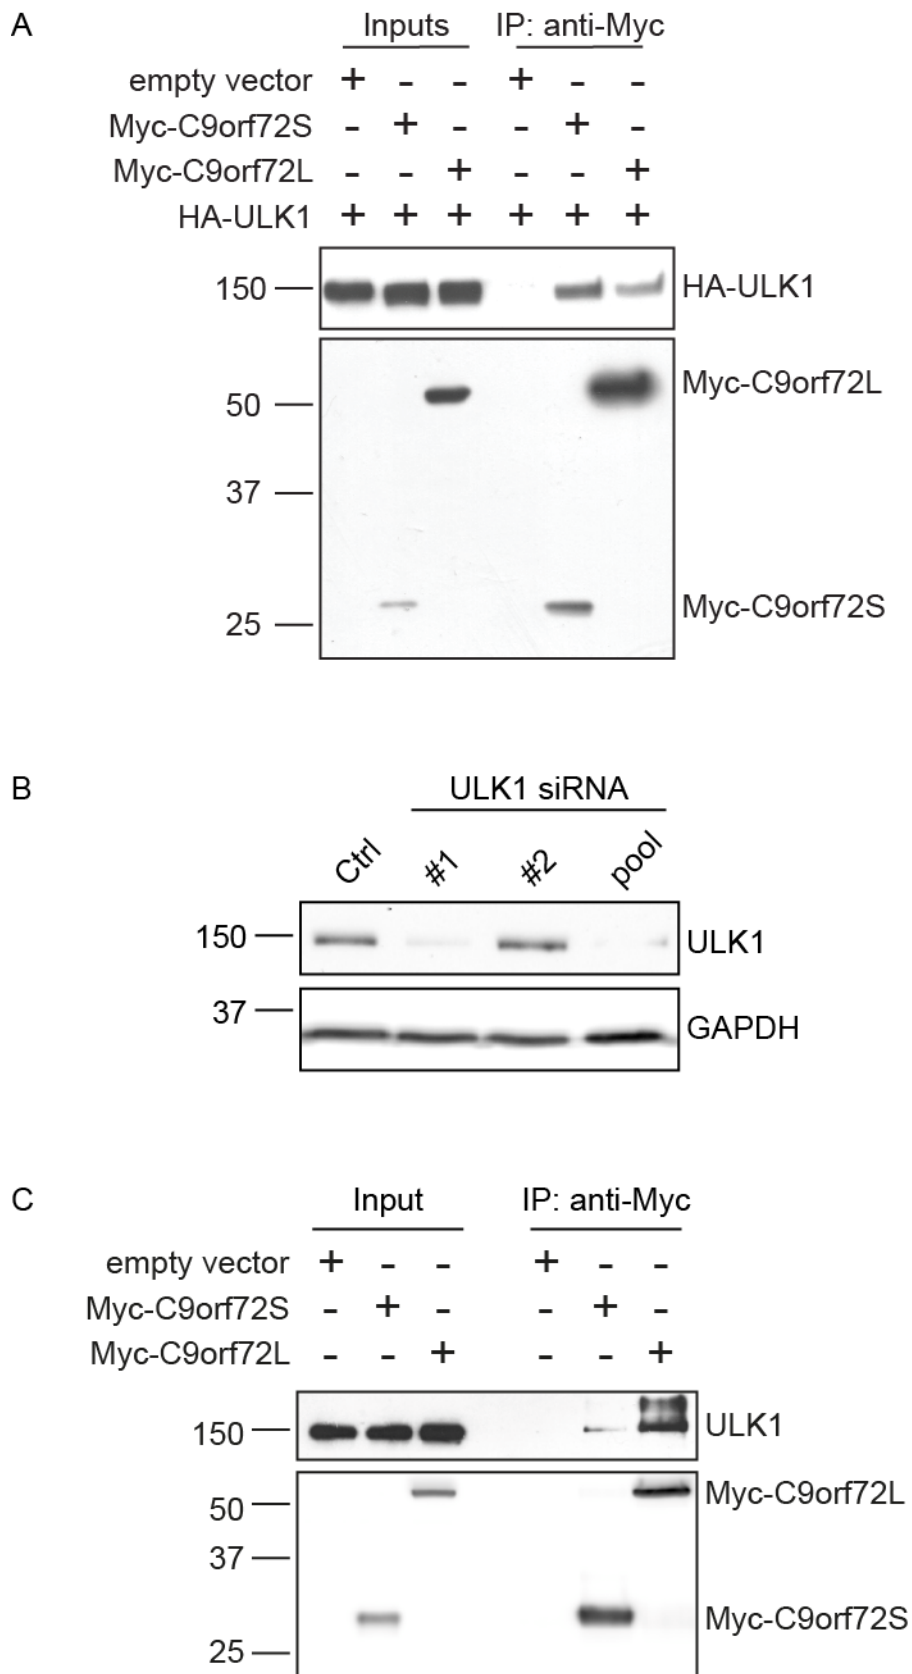 A
Inputs IP: anti-Myc
empty vector + - - + - -
Myc-C9orf72S - + - - + -
Myc-C9orf72L - - + - - +
HA-ULK1 + + + + + +
150 HA-ULK1
Myc-C9orf72L
50
37
Myc-C9orf72S
25
B
ULK1 siRNA
Ctrl #1 #2 pool
150 ULK1
37
GAPDH
C
Input IP: anti-Myc
empty vector + - - + - -
Myc-C9orf72S - + - - + -
Myc-C9orf72L - - + - - +
150 ULK1
Myc-C9orf72L
50
37
Myc-C9orf72S
25